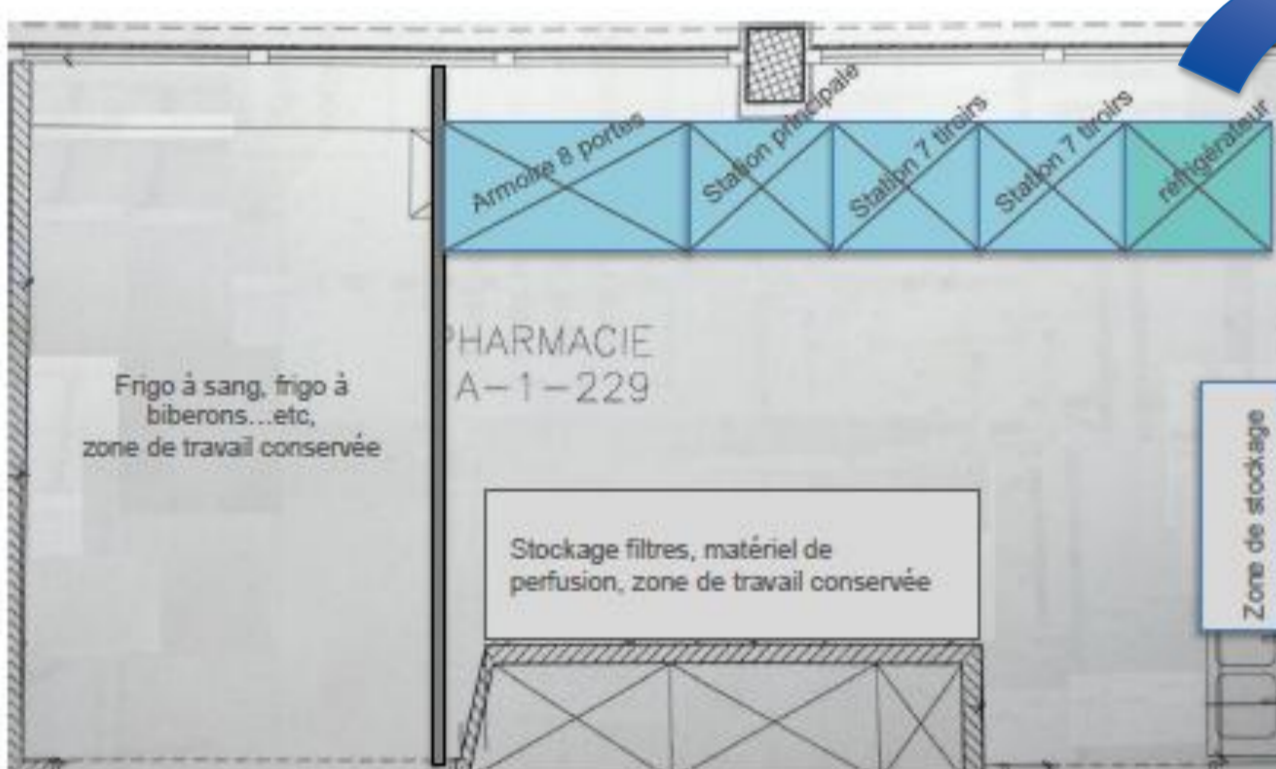 Armoire 8 portes
Station principale
Station 7 tiroirs
Station 7 tiroirs
réfrigérateur
PHARMACIE
A-1-229
Frigo à sang, frigo à
biberons...etc,
zone de travail conservée
Stockage filtres, matériel de
perfusion, zone de travail conservée
Zone de stockage